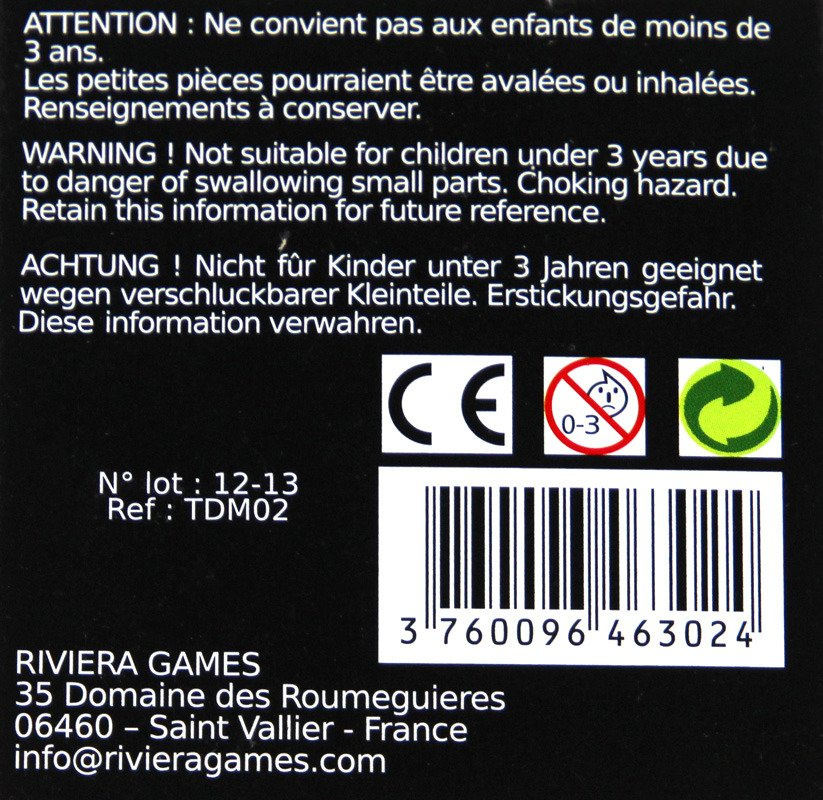 ATTENTION : Ne convient pas aux enfants de moins de
3 ans.
Les petites pièces pourraient être avalées ou inhalées.
Renseignements à conserver.
WARNING ! Not suitable for children under 3 years due
to danger of swallowing small parts. Choking hazard.
Retain this information for future reference.
ACHTUNG ! Nicht fûr Kinder unter 3 Jahren geeignet
wegen verschluckbarer Kleinteile. Erstickungsgefahr.
Diese information verwahren.
CE
0-3
N° lot : 12-13
Ref : TDM02
3 760096 463024
RIVIERA GAMES
35 Domaine des Roumeguieres
06460 – Saint Vallier - France
info@rivieragames.com